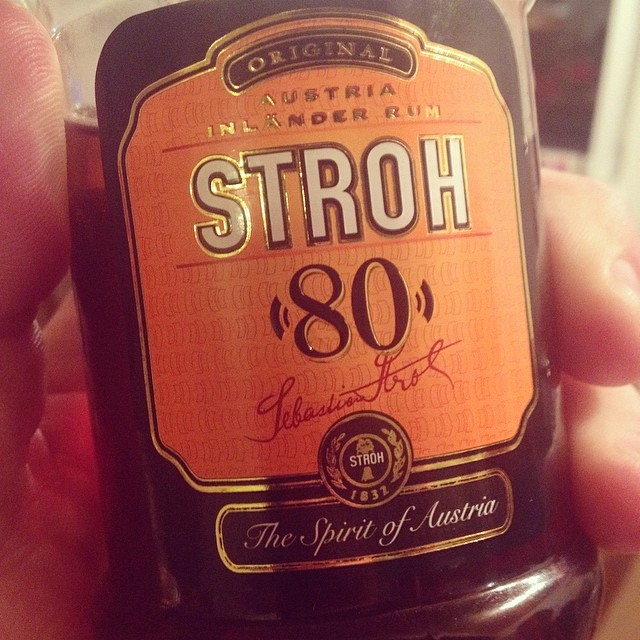 ORIGINAL
AUSTRIA
INLÄNDER RUM
STROH
80
Sebastian Stroh
STROH
1832
The Spirit of Austria